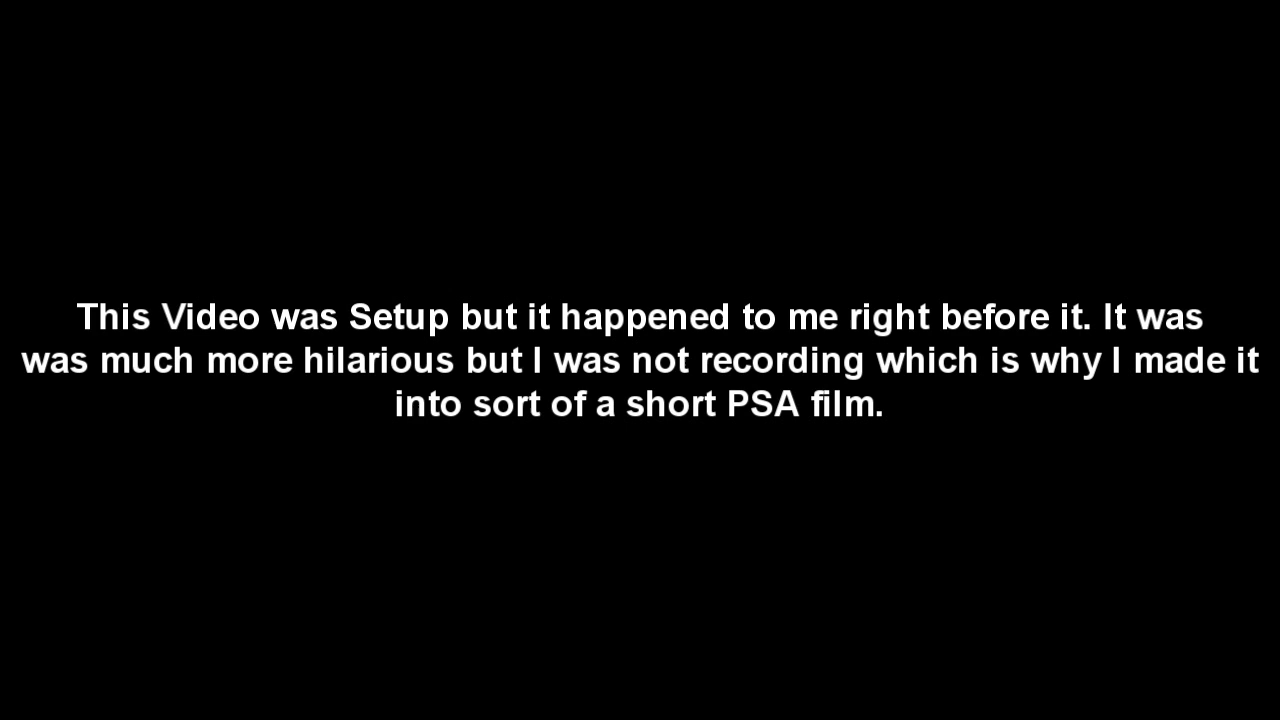 This Video was Setup but it happened to me right before it. It was
was much more hilarious but I was not recording which is why I made it
into sort of a short PSA film.